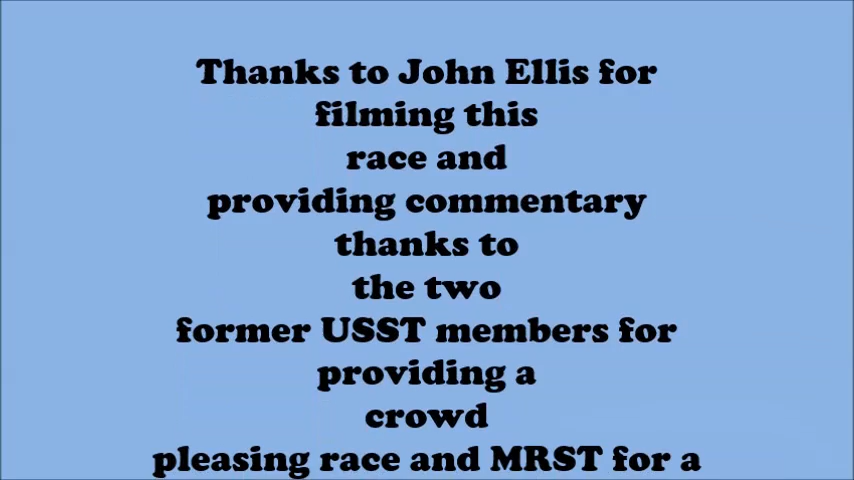 Thanks to John Ellis for
filming this
race and
providing commentary
thanks to
the two
former USST members for
providing a
crowd
pleasing race and MRST for a